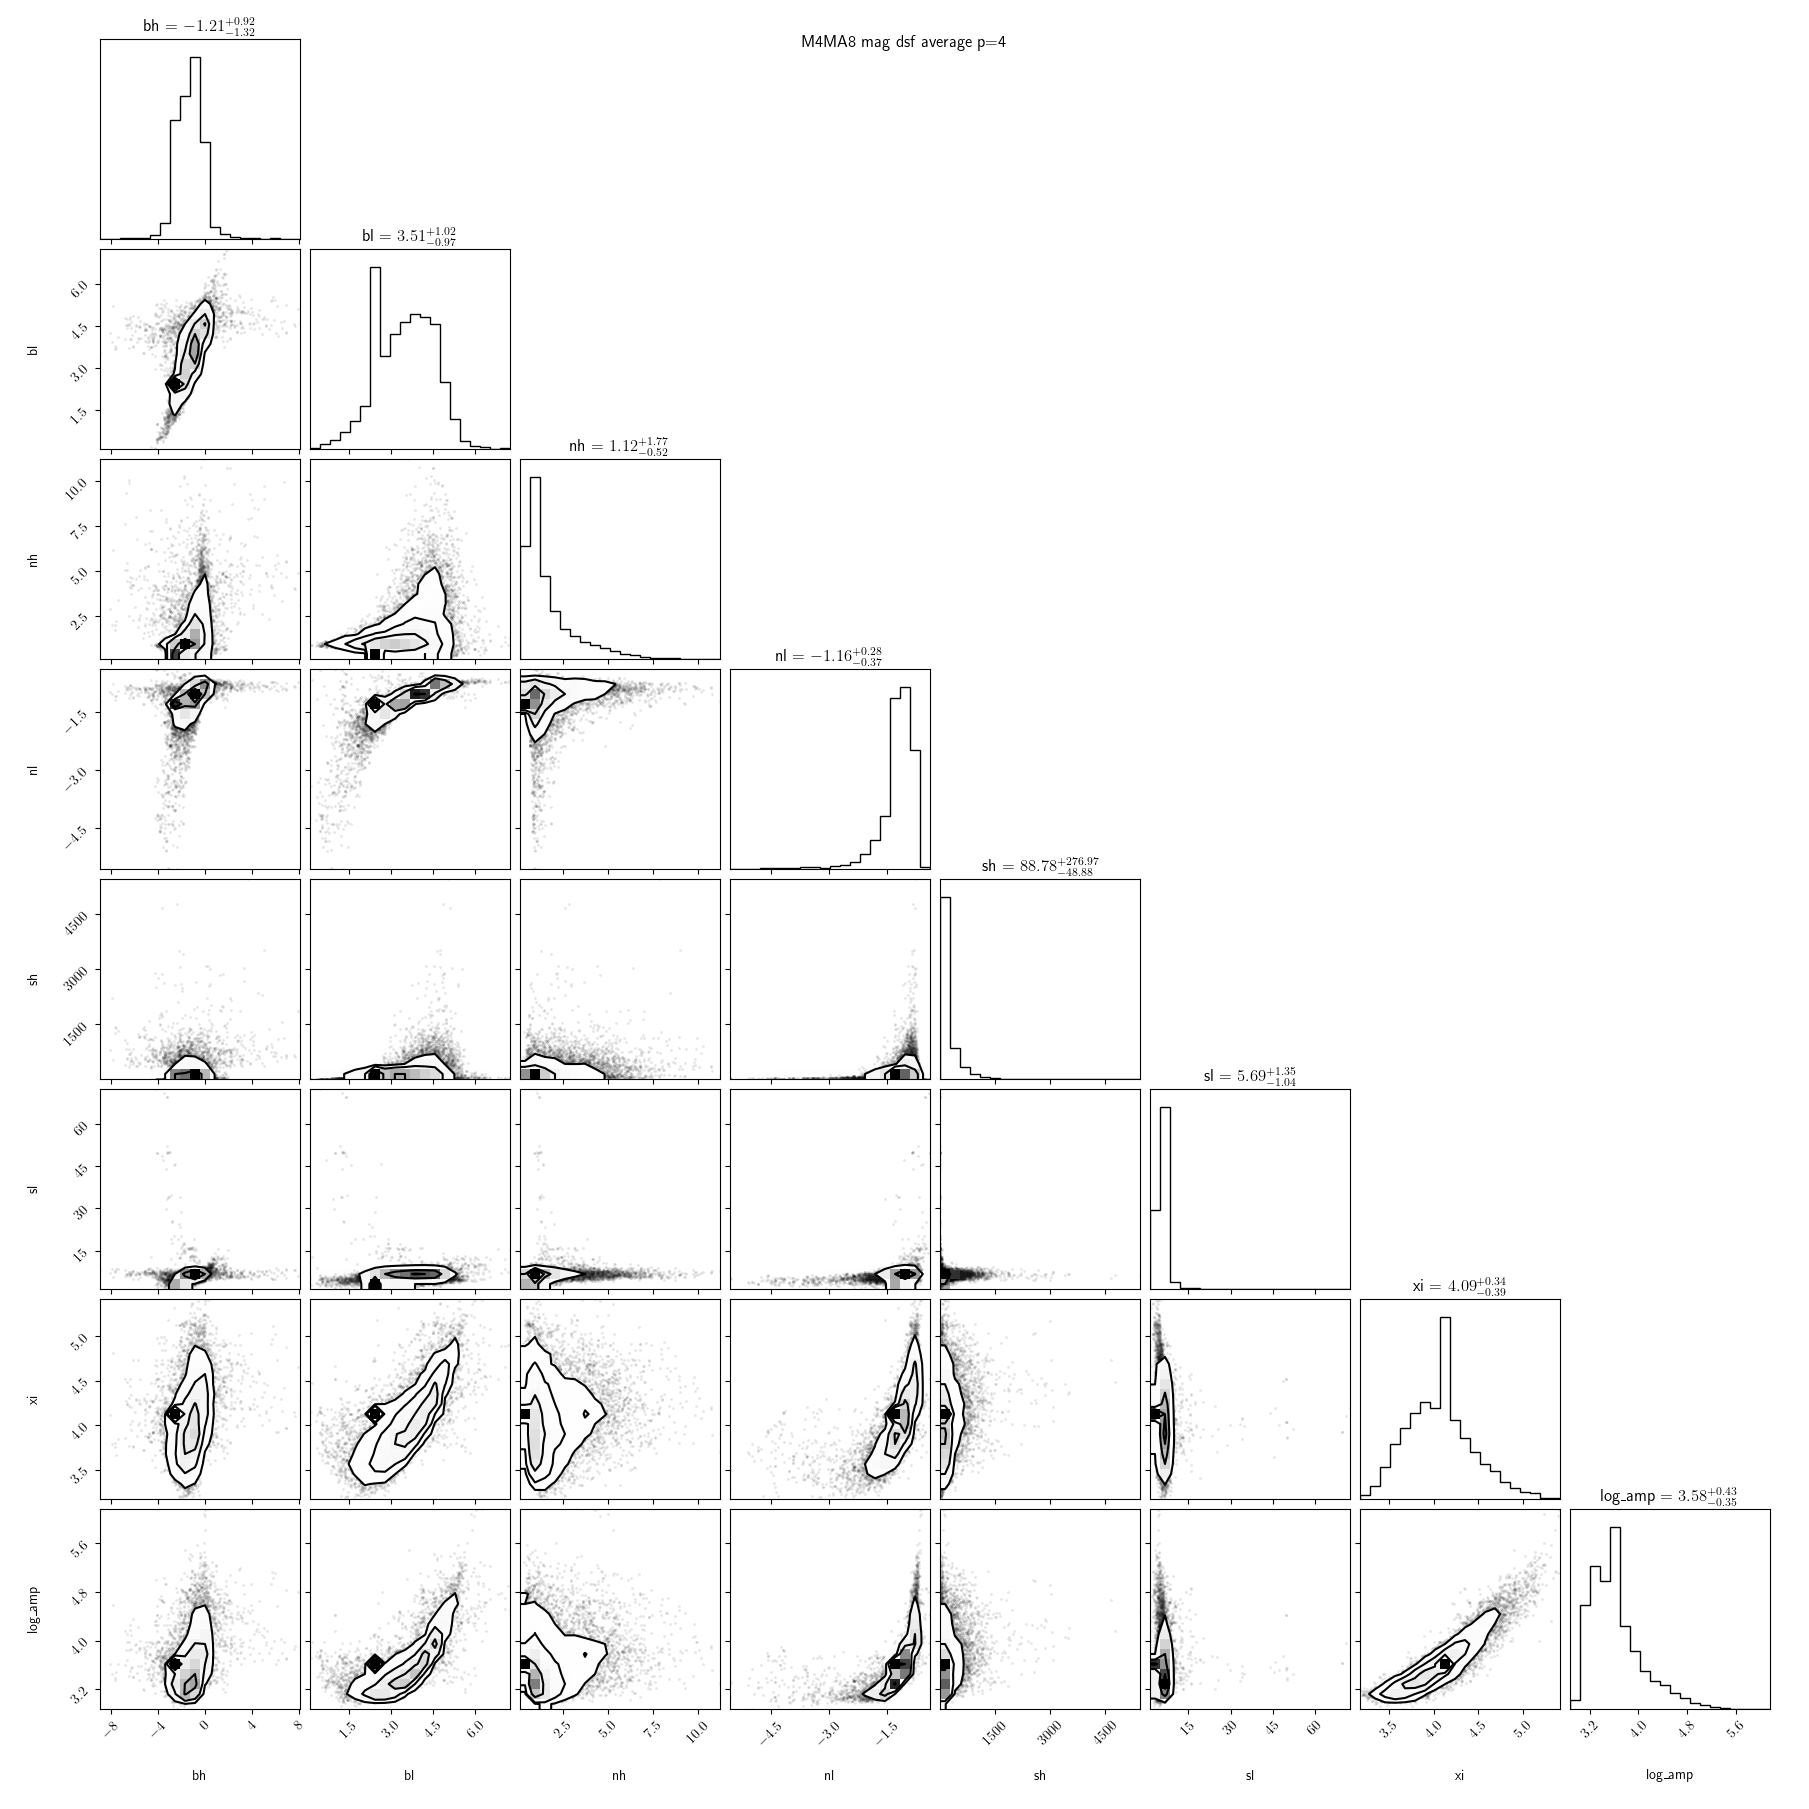 M4MA8 mag dsf average p=4
bh = −1.21 +0.92 −1.32
bl = 3.51 +1.02 −0.97
6.0
4.5
3.0
1.5
bl
nh = 1.12 +1.77 −0.52
10.0
7.5
5.0
2.5
nh
nl = −1.16 +0.28 −0.37
−1.5
−3.0
−4.5
nl
sh = 88.78 +276.97 −48.88
4500
3000
1500
sh
sl = 5.69 +1.35 −1.04
60
45
30
15
sl
xi = 4.09 +0.34 −0.39
5.0
4.5
4.0
3.5
xi
log_amp = 3.58 +0.43 −0.35
5.6
4.8
4.0
3.2
log_amp
−8 −4 0 4 8
1.5 3.0 4.5 6.0
2.5 5.0 7.5 10.0
−4.5 −3.0 −1.5
1500 3000 4500
15 30 45 60
3.5 4.0 4.5 5.0
3.2 4.0 4.8 5.6
bh bl nh nl sh sl xi log_amp